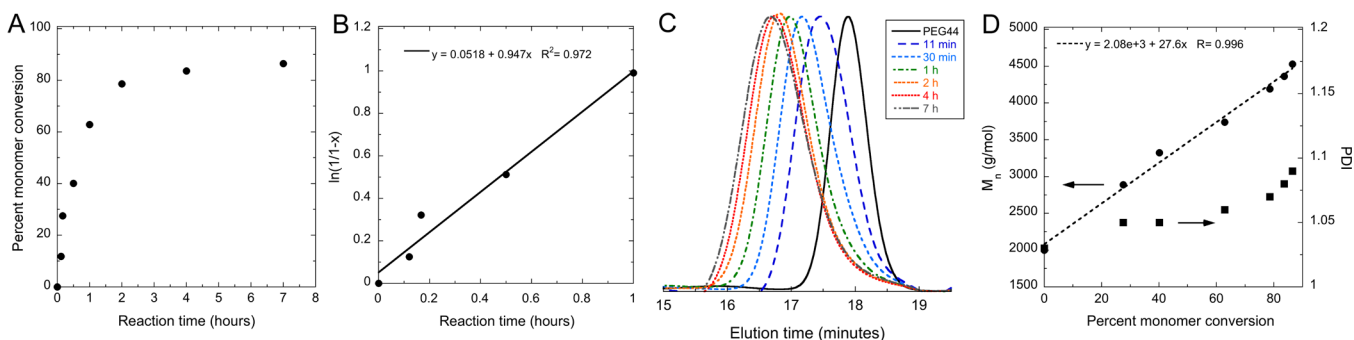 A
100
80
60
40
20
0
Percent monomer conversion
0 1 2 3 4 5 6 7 8
Reaction time (hours)
B
1.2
1
0.8
0.6
0.4
0.2
0
ln(1/1-x)
y = 0.0518 + 0.947x R²= 0.972
0 0.2 0.4 0.6 0.8 1
Reaction time (hours)
C
PEG44
11 min
30 min
1 h
2 h
4 h
7 h
15 16 17 18 19
Elution time (minutes)
D
5000
4500
4000
3500
3000
2500
2000
1500
Mn (g/mol)
y = 2.08e+3 + 27.6x R= 0.996
1.2
1.15
1.1
1.05
1
PDI
0 20 40 60 80
Percent monomer conversion